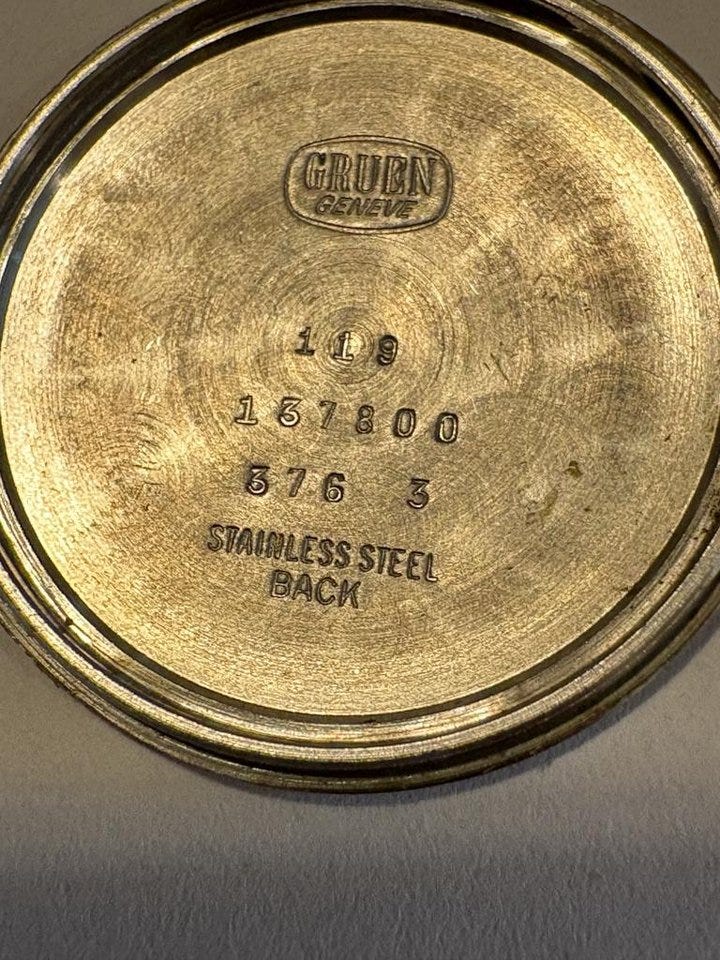 GRUEN
GENEVE
119
137800
376 3
STAINLESS STEEL
BACK